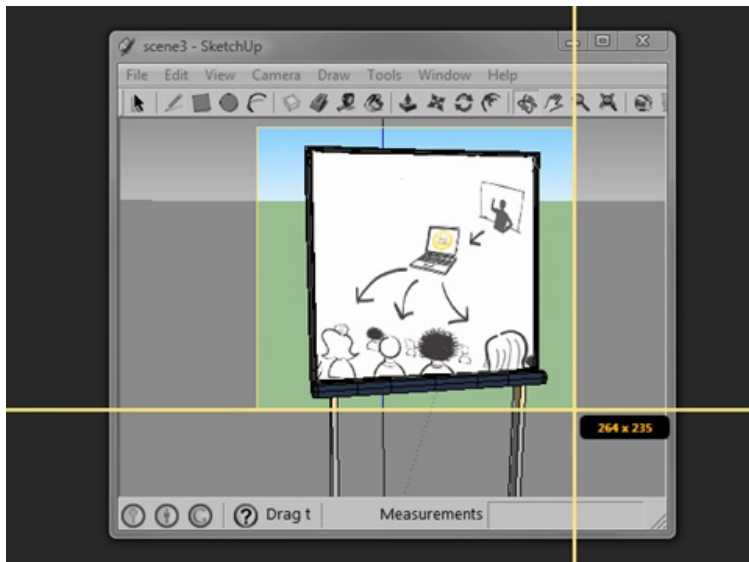 scene3 - SketchUp
File Edit View Camera Draw Tools Window Help
264 x 235
Drag t
Measurements